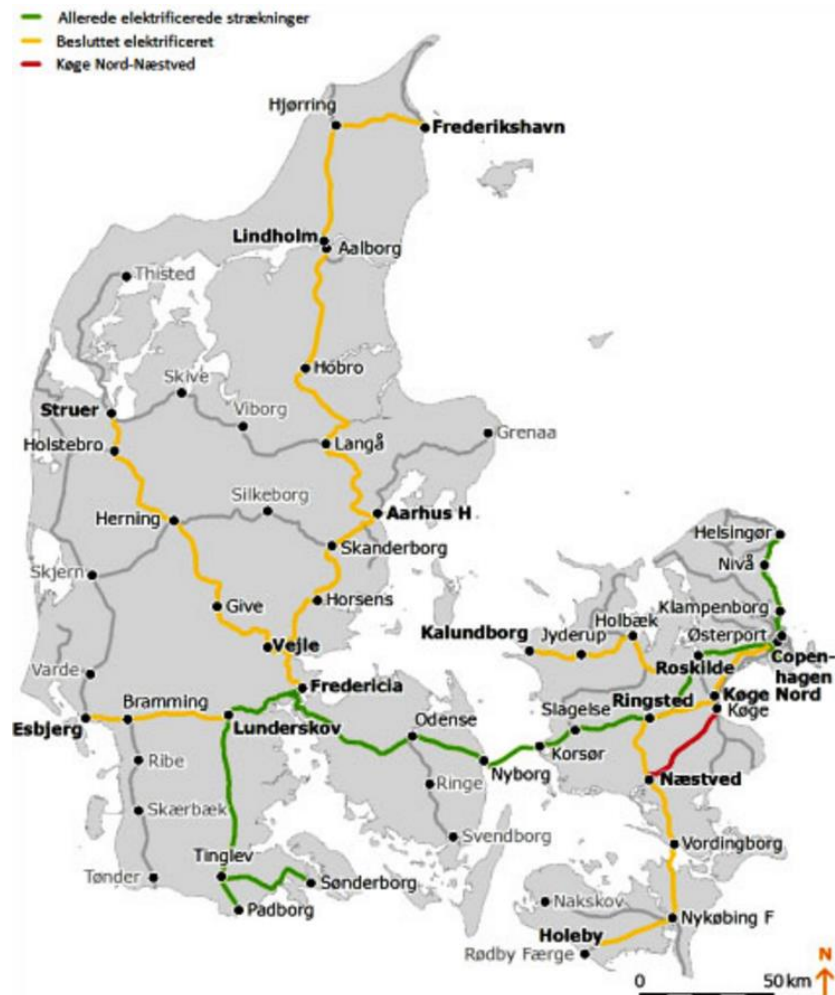 Allerede elektrificerede strækninger
Besluttet elektrificeret
Køge Nord-Næstved
Hjørring
Frederikshavn
Lindholm
Aalborg
Thisted
Hobro
Skive
Struer
Viborg
Grenaa
Holstebro
Langå
Silkeborg
Herning
Aarhus H
Helsingør
Skanderborg
Nivå
Skjern
Give
Horsens
Klampenborg
Holbæk
Kalundborg
Jyderup
Østerport
Vejle
Roskilde
Copen-
hagen
Varde
Fredericia
Køge Nord
Ringsted
Køge
Bramming
Slagelse
Esbjerg
Lunderskov
Odense
Korsør
Ribe
Nyborg
Næstved
Ringe
Skærbæk
Svendborg
Vordingborg
Tinglev
Tønder
Sønderborg
Nakskov
Padborg
Nykøbing F
Holeby
Rødby Færge
N
0 50 km